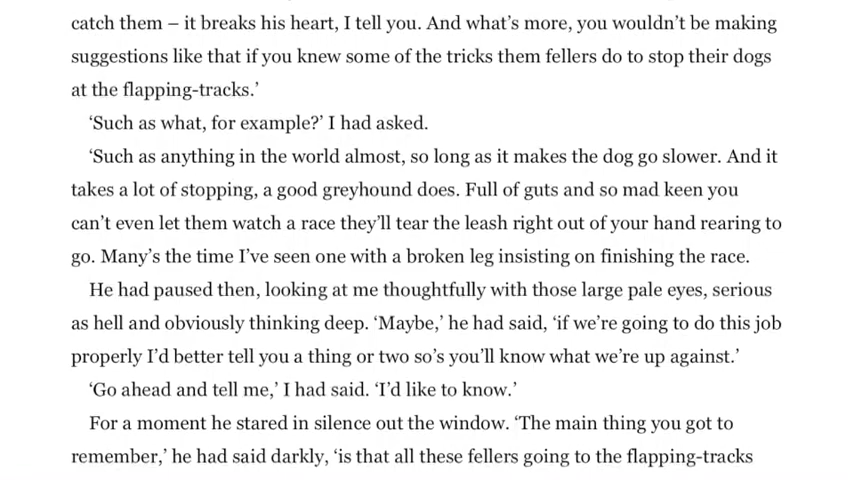 catch them – it breaks his heart, I tell you. And what’s more, you wouldn’t be making
suggestions like that if you knew some of the tricks them fellers do to stop their dogs
at the flapping-tracks.’
‘Such as what, for example?’ I had asked.
‘Such as anything in the world almost, so long as it makes the dog go slower. And it
takes a lot of stopping, a good greyhound does. Full of guts and so mad keen you
can’t even let them watch a race they’ll tear the leash right out of your hand rearing to
go. Many’s the time I’ve seen one with a broken leg insisting on finishing the race.
He had paused then, looking at me thoughtfully with those large pale eyes, serious
as hell and obviously thinking deep. ‘Maybe,’ he had said, ‘if we’re going to do this job
properly I’d better tell you a thing or two so’s you’ll know what we’re up against.’
‘Go ahead and tell me,’ I had said. ‘I’d like to know.’
For a moment he stared in silence out the window. ‘The main thing you got to
remember,’ he had said darkly, ‘is that all these fellers going to the flapping-tracks